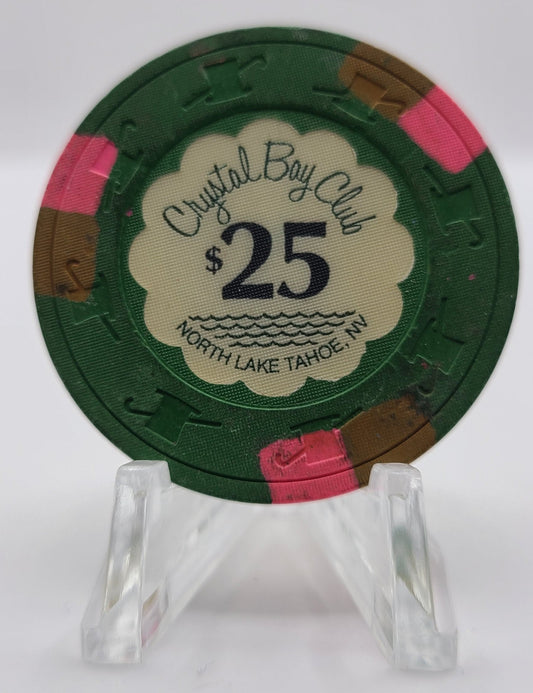 Crystal Bay Club
$25
NORTH LAKE TAHOE, NV